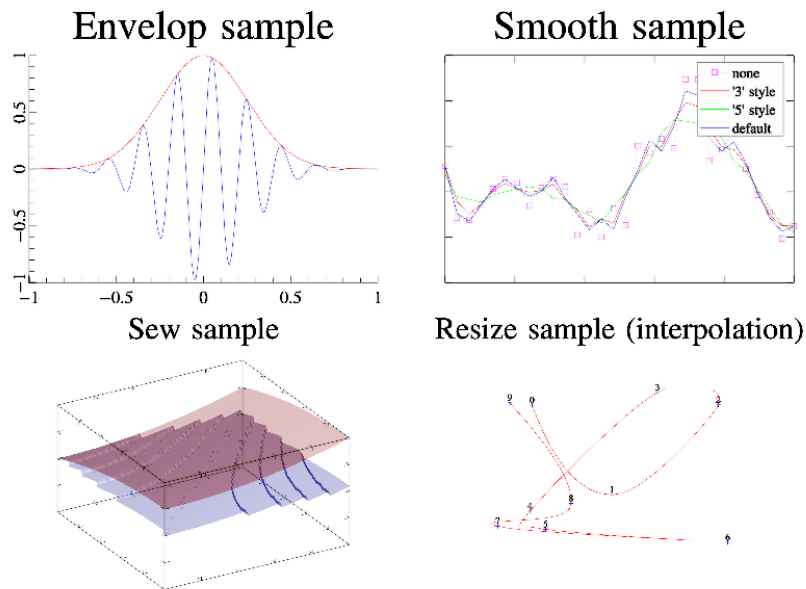 Envelop sample
Smooth sample
1
0.5
0
−0.5
−1
−1
−0.5
0
0.5
1
none
'3' style
'5' style
default
Sew sample
Resize sample (interpolation)
9
0
3
2
1
8
4
7
5
6